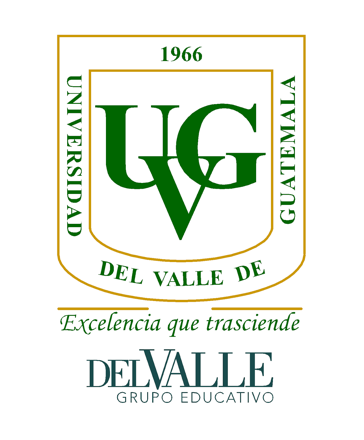 1966
UNIVERSIDAD
UVG
DEL VALLE DE
GUATEMALA
Excelencia que trasciende
DELVALLE
GRUPO EDUCATIVO